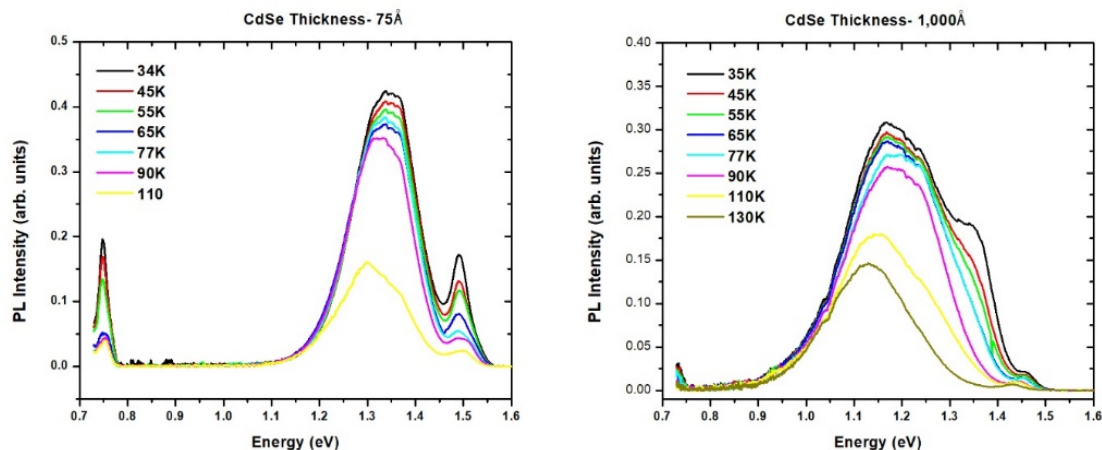 CdSe Thickness- 75Å
0.5
0.4
0.3
0.2
0.1
0.0
PL Intensity (arb. units)
34K
45K
55K
65K
77K
90K
110
0.7 0.8 0.9 1.0 1.1 1.2 1.3 1.4 1.5 1.6
Energy (eV)
CdSe Thickness- 1,000Å
0.40
0.35
0.30
0.25
0.20
0.15
0.10
0.05
0.00
PL Intensity (arb. units)
35K
45K
55K
65K
77K
90K
110K
130K
0.7 0.8 0.9 1.0 1.1 1.2 1.3 1.4 1.5 1.6
Energy (eV)